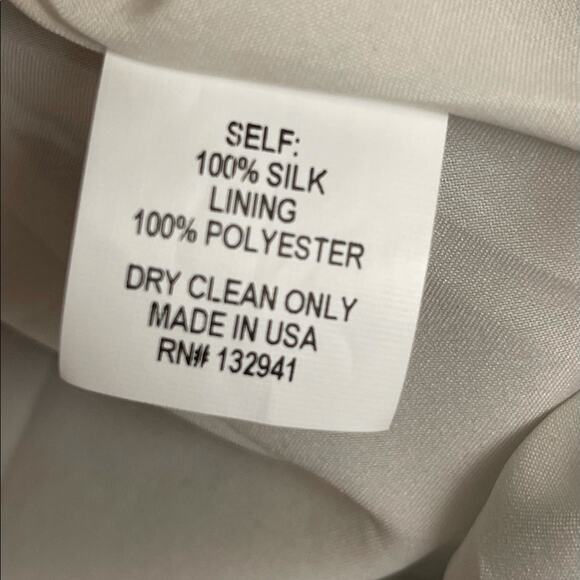 SELF:
100% SILK
LINING
100% POLYESTER
DRY CLEAN ONLY
MADE IN USA
RN# 132941